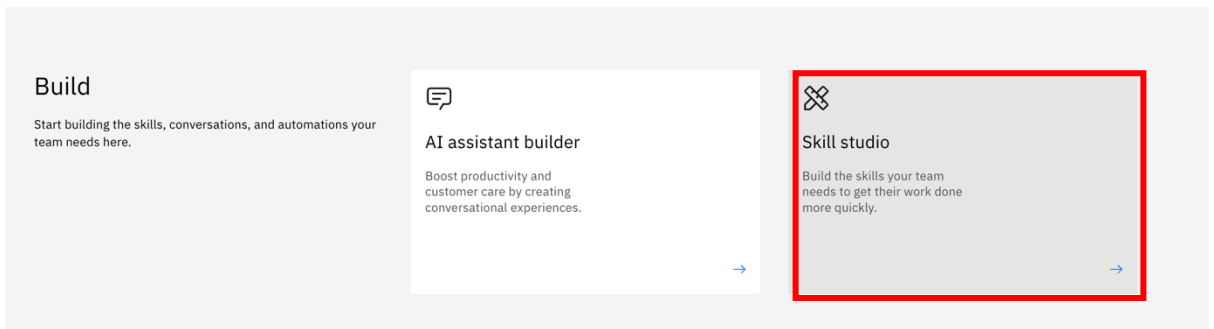 Build
Start building the skills, conversations, and automations your
team needs here.
AI assistant builder
Boost productivity and
customer care by creating
conversational experiences.
Skill studio
Build the skills your team
needs to get their work done
more quickly.